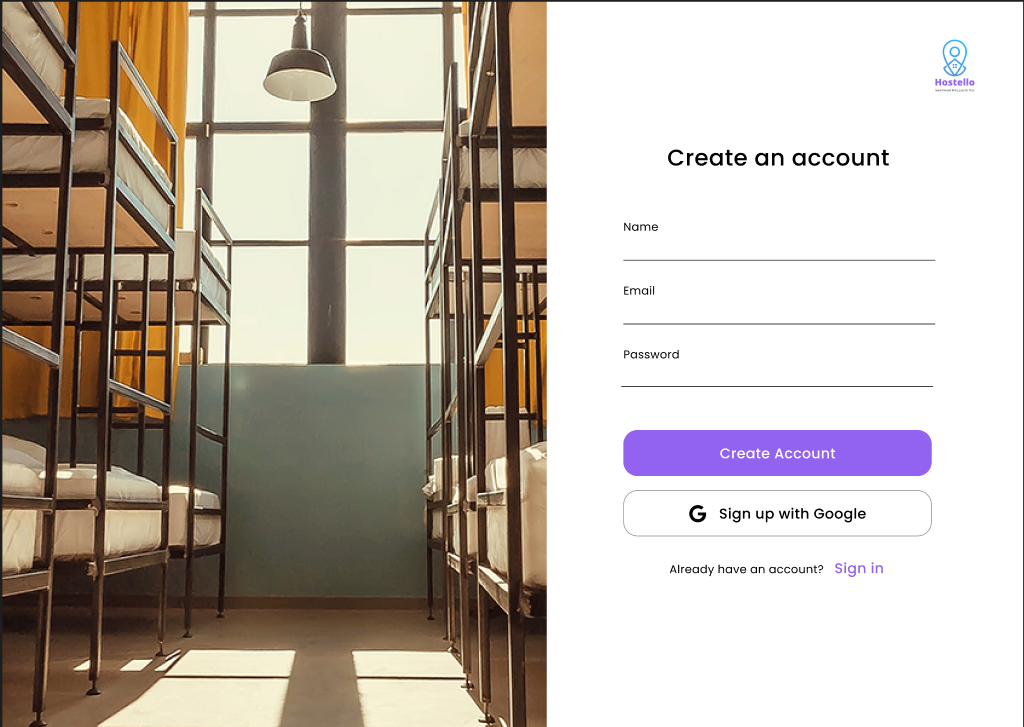 Hostello
Create an account
Name
Email
Password
Create Account
Sign up with Google
Already have an account? Sign in